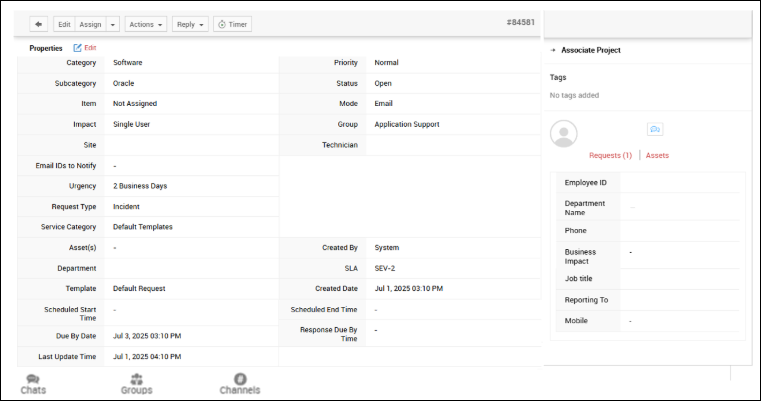 Edit Assign Actions Reply Timer #84581
Properties Edit
Category Software Priority Normal
Subcategory Oracle Status Open
Item Not Assigned Mode Email
Impact Single User Group Application Support
Site Technician
Email IDs to Notify -
Urgency 2 Business Days
Request Type Incident
Service Category Default Templates
Asset(s) - Created By System
Department SLA SEV-2
Template Default Request Created Date Jul 1, 2025 03:10 PM
Scheduled Start Time - Scheduled End Time -
Due By Date Jul 3, 2025 03:10 PM Response Due By Time -
Last Update Time Jul 1, 2025 04:10 PM
Chats Groups Channels
Associate Project
Tags
No tags added
Requests (1) Assets
Employee ID
Department Name ...
Phone
Business Impact -
Job title
Reporting To
Mobile -